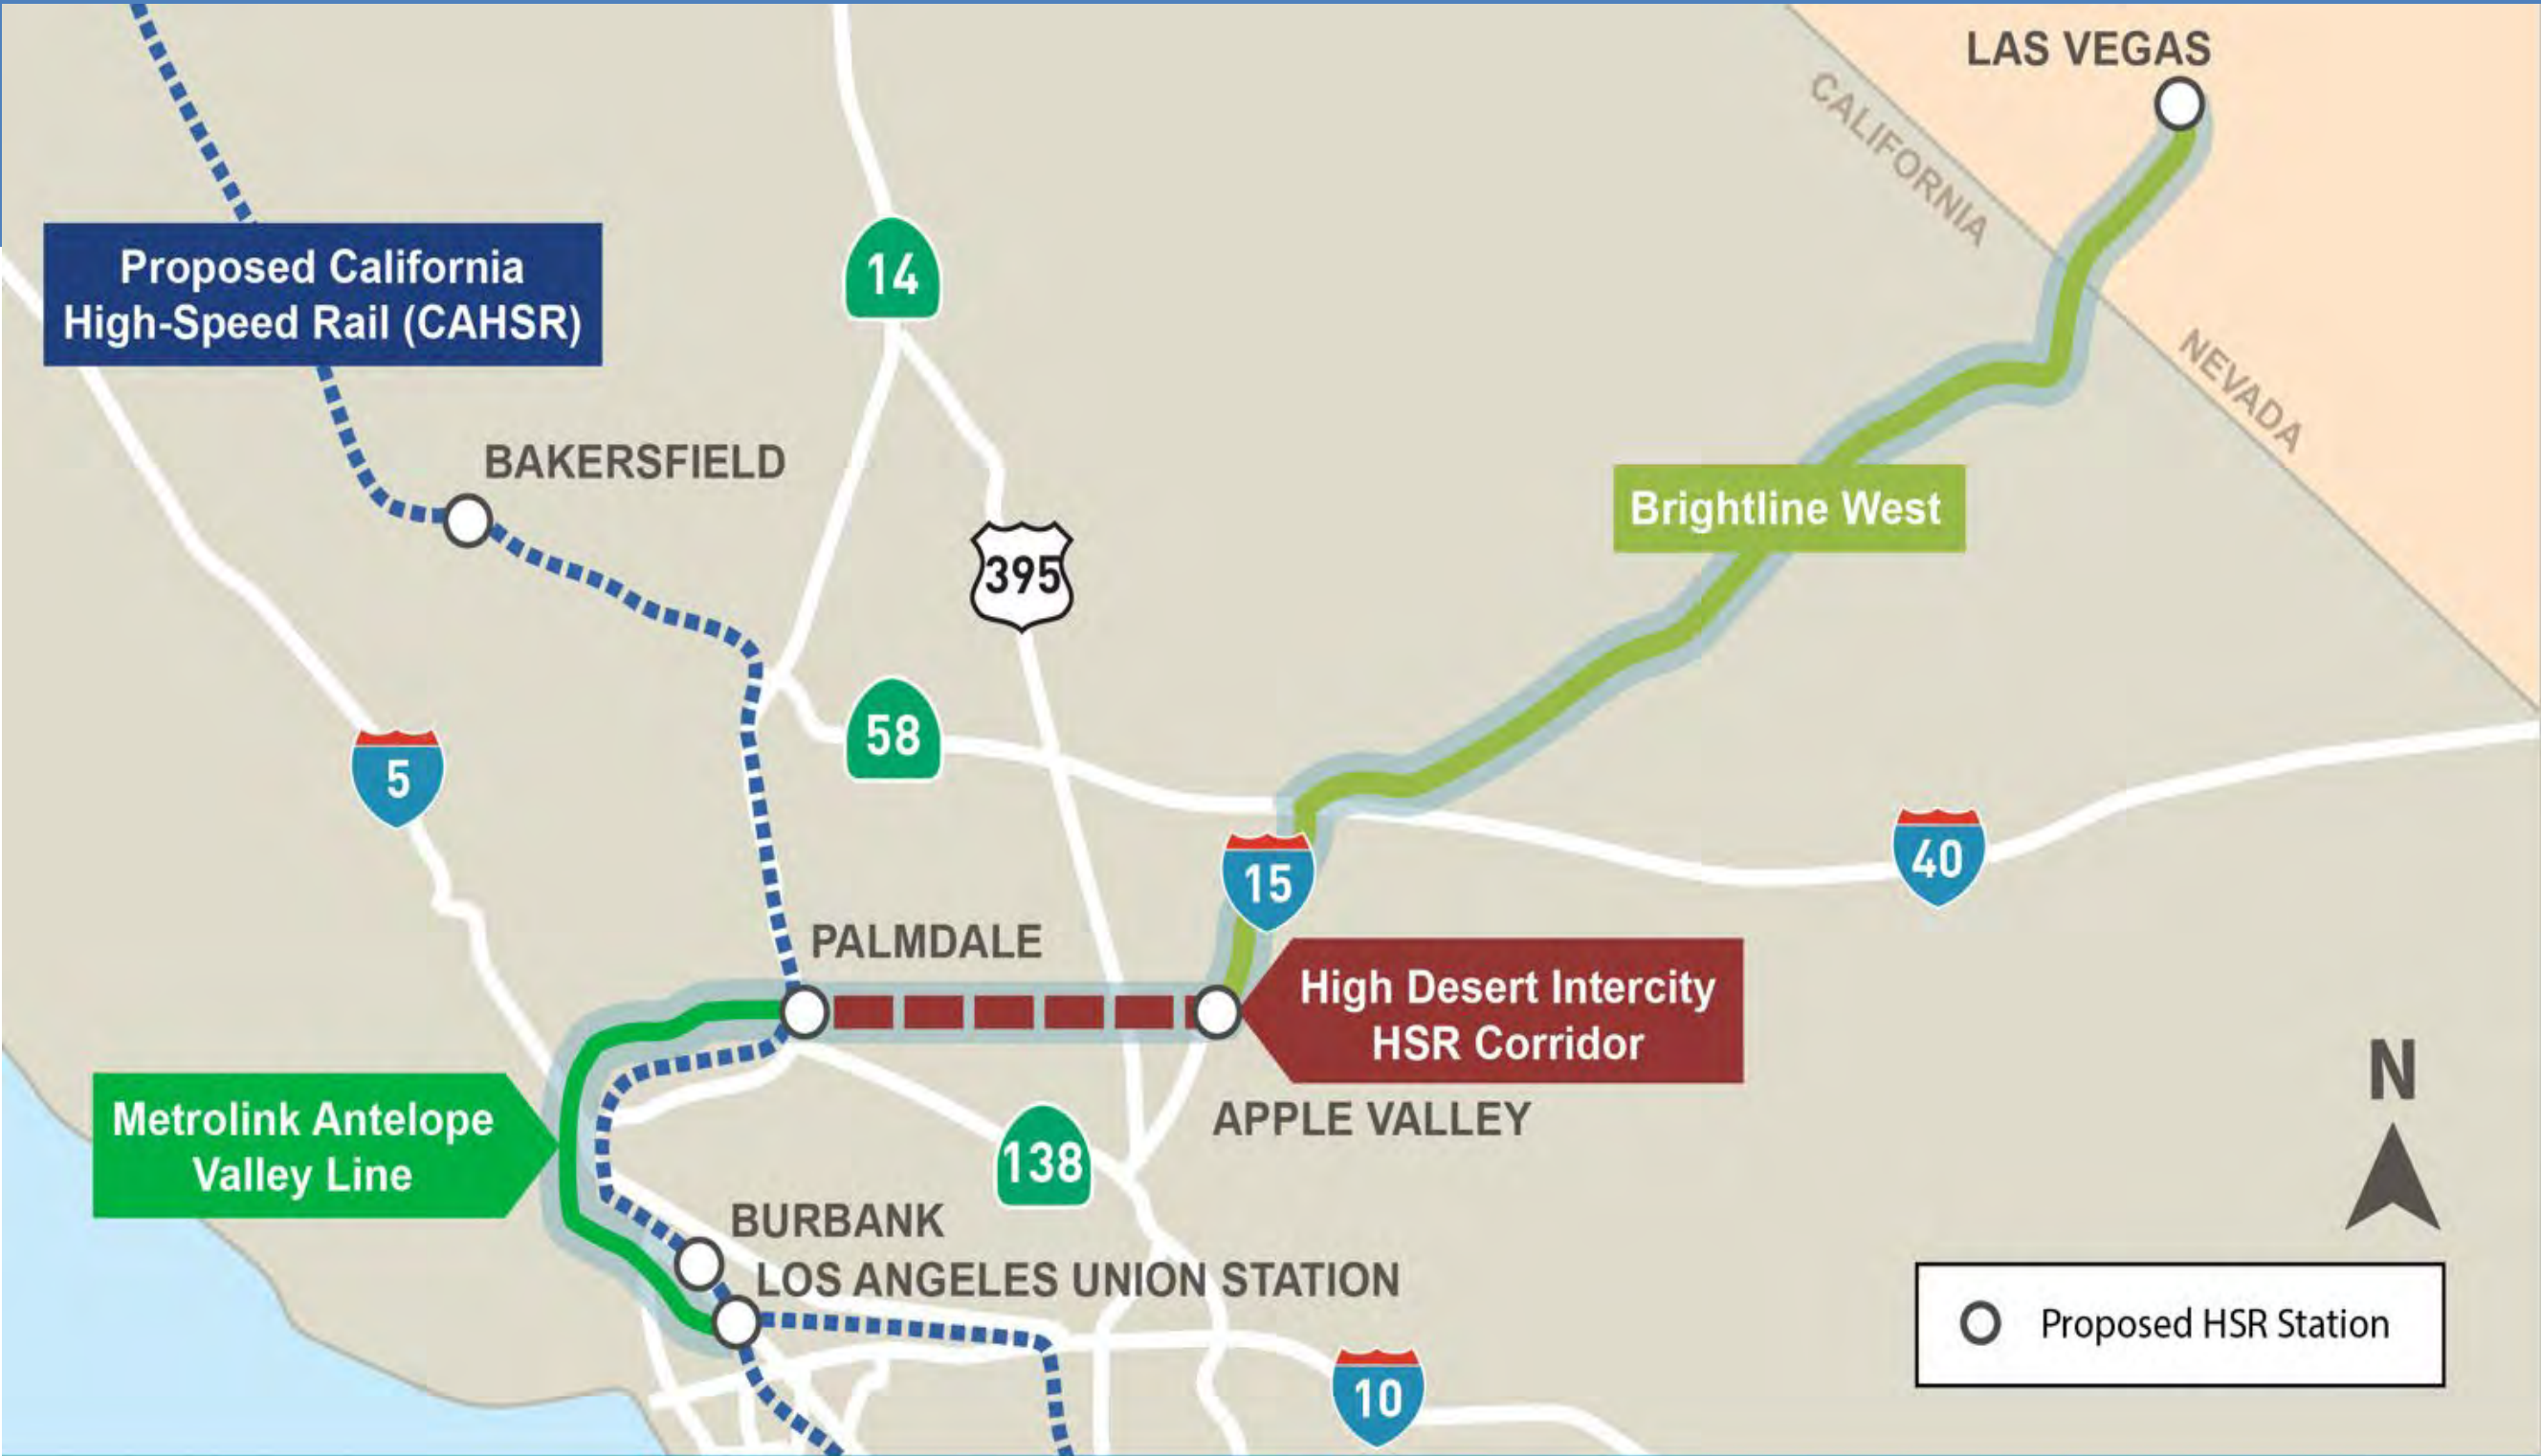 LAS VEGAS
CALIFORNIA
14
Proposed California
High-Speed Rail (CAHSR)
NEVADA
BAKERSFIELD
Brightline West
395
58
5
40
15
PALMDALE
High Desert Intercity
HSR Corridor
N
Metrolink Antelope
Valley Line
APPLE VALLEY
138
BURBANK
LOS ANGELES UNION STATION
Proposed HSR Station
10